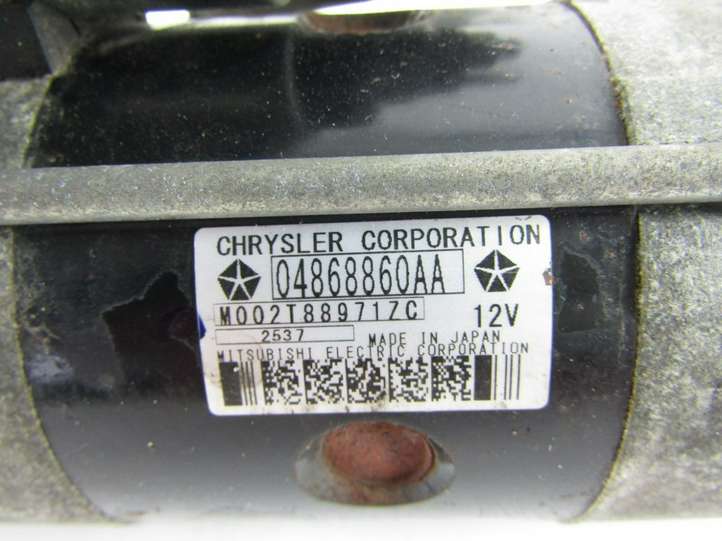 CHRYSLER CORPORATION
04868860AA
M002T88971ZC 12V
2537 MADE IN JAPAN
MITSUBISHI ELECTRIC CORPORATION